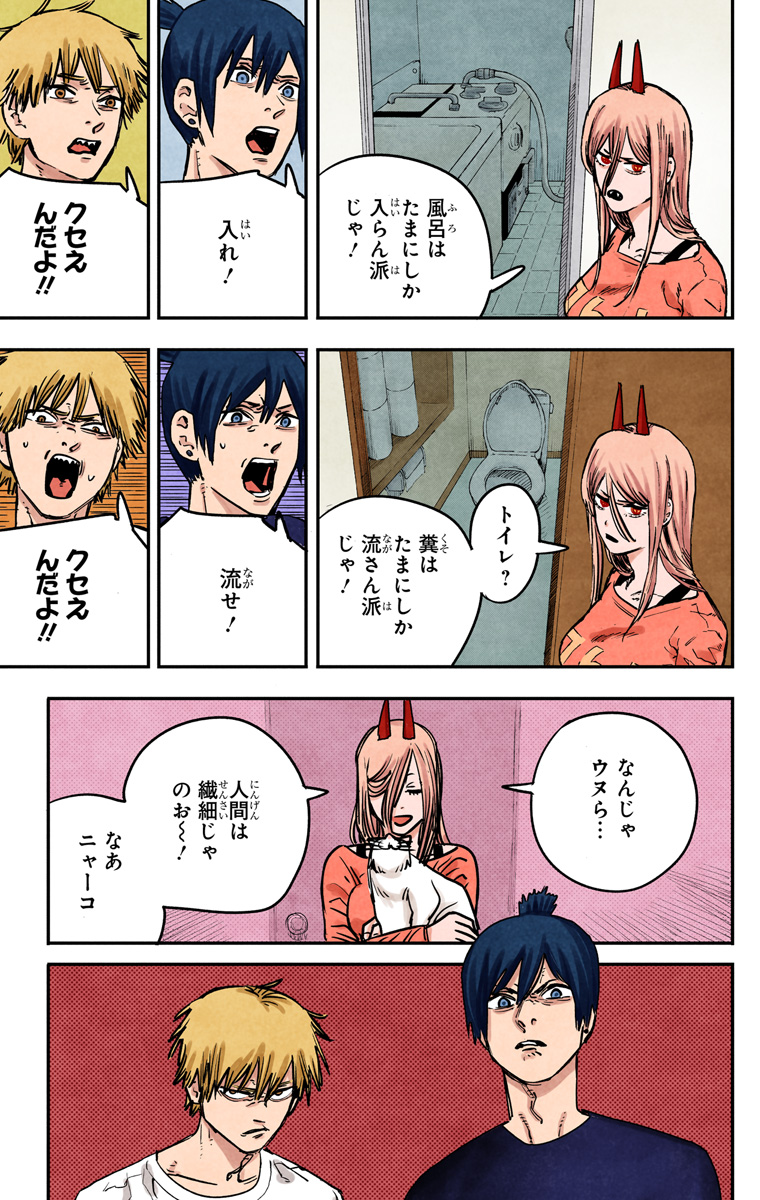 風呂は
たまにしか
入らん派
じゃ！
入れ！
クセえ
んだよ!!
トイレ？
糞は
たまにしか
流さん派
じゃ！
流せ！
クセえ
んだよ!!
なんじゃ
ウヌら…
人間は
繊細じゃ
のお〜！
なあ
ニャーコ